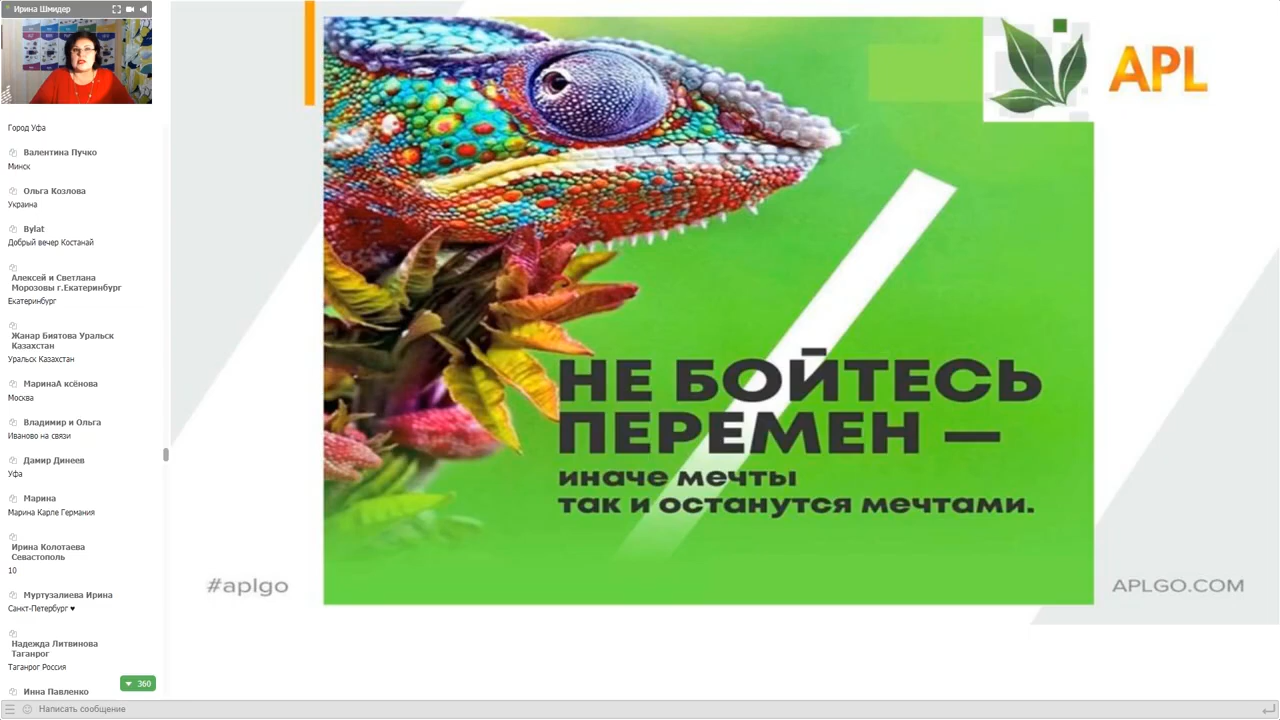 Ирина Шмидер
Город Уфа
Валентина Пучко
Минск
Ольга Козлова
Украина
Bylat
Добрый вечер Костанай
Алексей и Светлана
Морозовы г.Екатеринбург
Екатеринбург
Жанар Биятова Уральск
Казахстан
Уральск Казахстан
МаринаА ксёнова
Москва
Владимир и Ольга
Иваново на связи
Дамир Динеев
Уфа
Марина
Марина Карле Германия
Ирина Колотаева
Севастополь
10
Муртузалиева Ирина
Санкт-Петербург ♥
Надежда Литвинова
Таганрог
Таганрог Россия
Инна Павленко
360
Написать сообщение
APL
НЕ БОЙТЕСЬ
ПЕРЕМЕН —
иначе мечты
так и останутся мечтами.
#aplgo
APLGO.COM